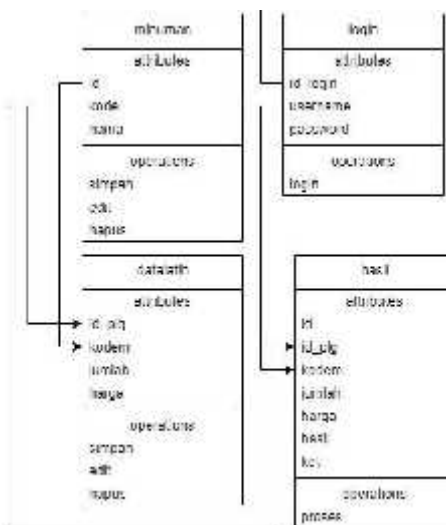 minuman
attributes
id
kode
nama
operations
simpan
edit
hapus
login
attributes
id_login
username
password
operations
login
datalatih
attributes
id_plg
kodem
jumlah
harga
operations
simpan
edit
hapus
hasil
attributes
id
id_plg
kodem
jumlah
harga
hasil
ket
operations
proses